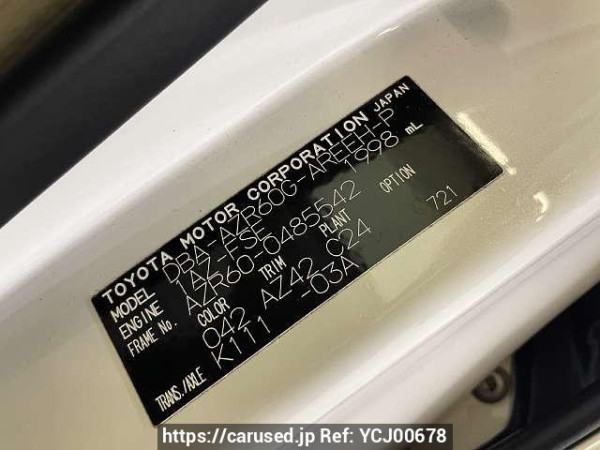 TOYOTA MOTOR CORPORATION JAPAN
MODEL DBA-AZR60G-AREEH-P
ENGINE 1AZ-FSE 1998 mL
FRAME No. AZR60-0485542
COLOR TRIM PLANT OPTION
042 AZ42 C24 721
TRANS./AXLE K111 -03A
https://carused.jp Ref: YCJ00678